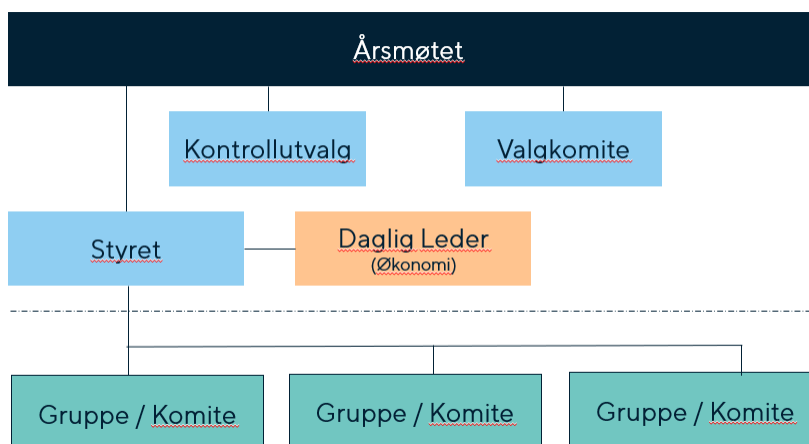 Årsmøtet
Kontrollutvalg
Valgkomite
Styret
Daglig Leder
(Økonomi)
Gruppe / Komite
Gruppe / Komite
Gruppe / Komite